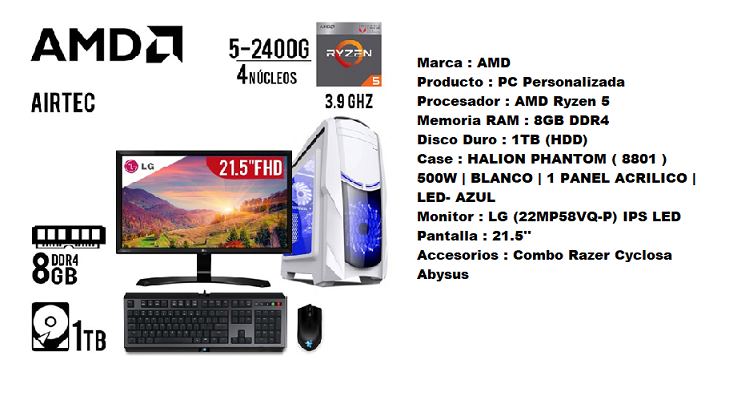 AMD
5-2400G
4 NÚCLEOS
AMD
RYZEN
5
3.9 GHZ
AIRTEC
LG
21.5" FHD
8GB DDR4
1TB
Marca : AMD
Producto : PC Personalizada
Procesador : AMD Ryzen 5
Memoria RAM : 8GB DDR4
Disco Duro : 1TB (HDD)
Case : HALION PHANTOM ( 8801 )
500W | BLANCO | 1 PANEL ACRILICO |
LED- AZUL
Monitor : LG (22MP58VQ-P) IPS LED
Pantalla : 21.5"
Accesorios : Combo Razer Cyclosa
Abysus